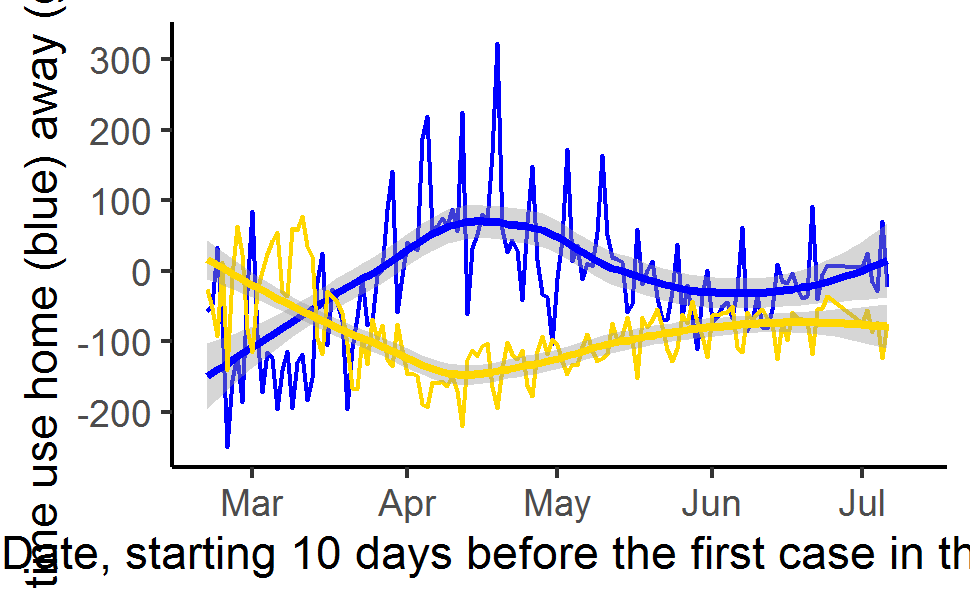 time use home (blue) away (
300
200
100
0
-100
-200
Mar Apr May Jun Jul
Date, starting 10 days before the first case in th